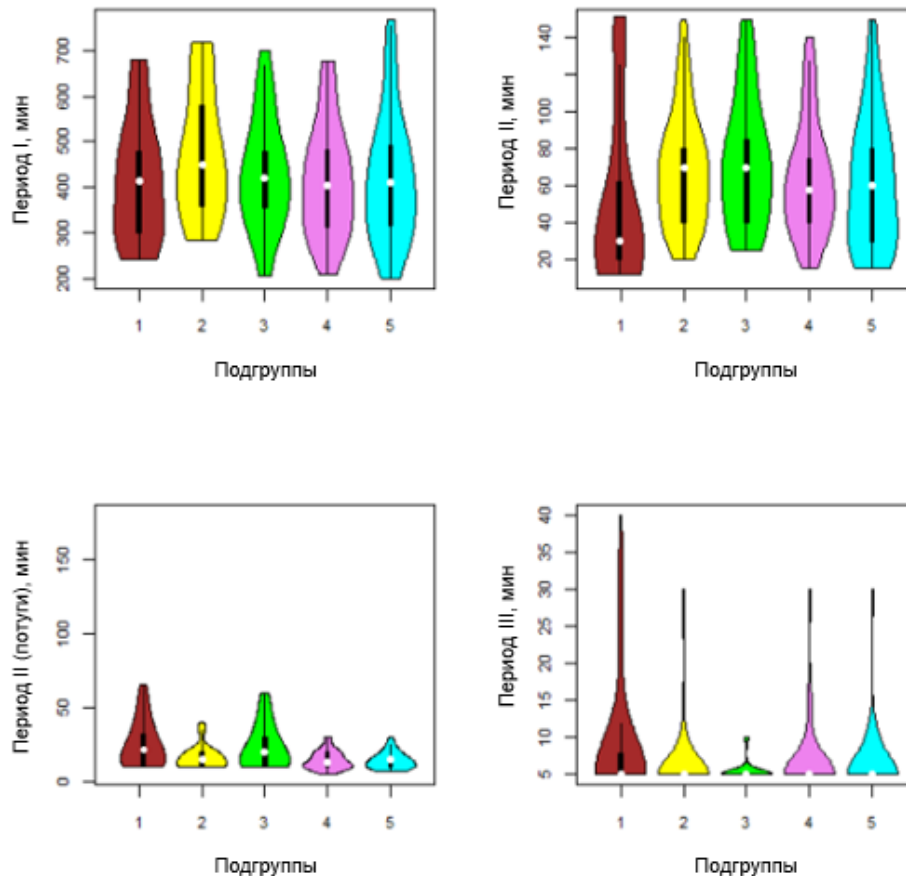 Период I, мин
700
600
500
400
300
200
1 2 3 4 5
Подгруппы
Период II, мин
140
100
80
60
40
20
1 2 3 4 5
Подгруппы
Период II (потуги), мин
150
100
50
0
1 2 3 4 5
Подгруппы
Период III, мин
40
35
30
25
20
15
10
5
1 2 3 4 5
Подгруппы